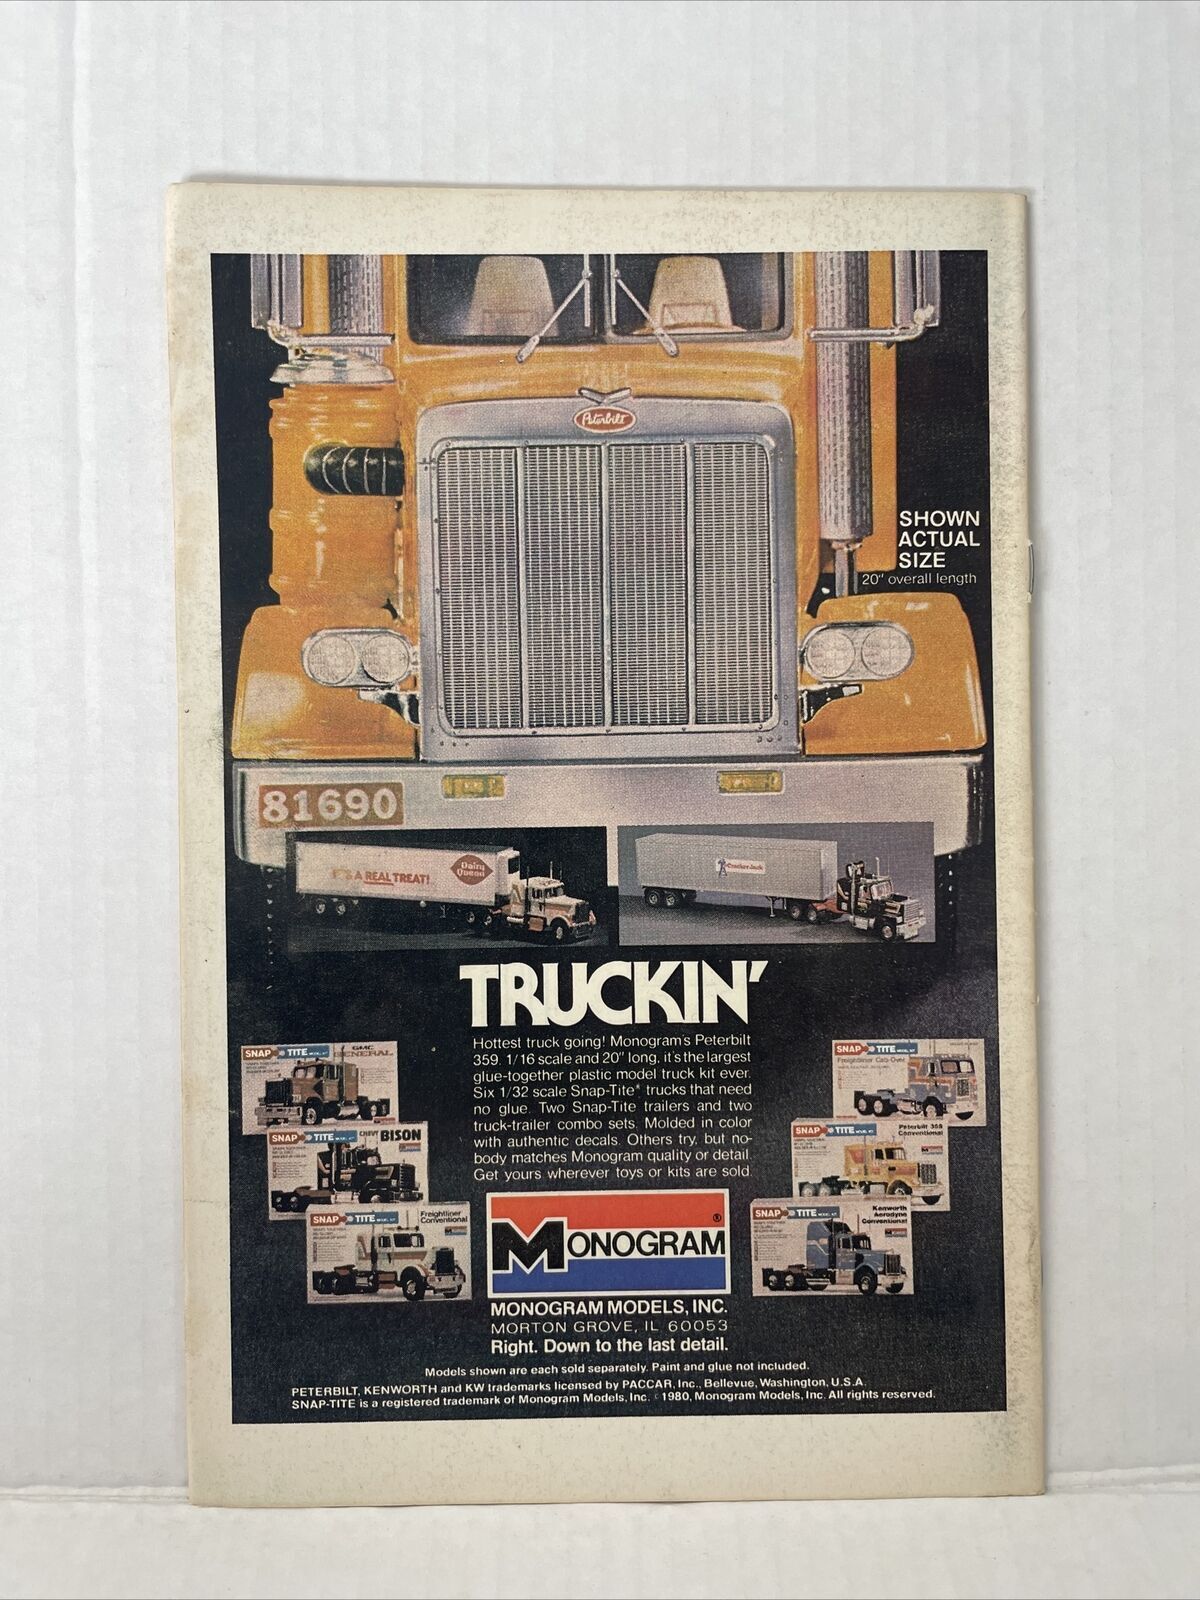 Peterbilt
SHOWN
ACTUAL
SIZE
20" overall length
81690
A REAL TREAT!
Dairy
Queen
Cracker Jack
TRUCKIN'
Hottest truck going! Monogram's Peterbilt
359. 1/16 scale and 20" long, it's the largest
glue-together plastic model truck kit ever.
Six 1/32 scale Snap-Tite* trucks that need
no glue. Two Snap-Tite trailers and two
truck-trailer combo sets. Molded in color
with authentic decals. Others try, but no-
body matches Monogram quality or detail.
Get yours wherever toys or kits are sold.
SNAP TITE
GMC
GENERAL
SNAP TITE
CHEVY BISON
SNAP TITE
Freightliner
Conventional
SNAP TITE
Freightliner Cab-Over
SNAP TITE
Peterbilt 359
Conventional
SNAP TITE
Kenworth
Aerodyne
Conventional
MONOGRAM ®
MONOGRAM MODELS, INC.
MORTON GROVE, IL 60053
Right. Down to the last detail.
Models shown are each sold separately. Paint and glue not included.
PETERBILT, KENWORTH and KW trademarks licensed by PACCAR, Inc., Bellevue, Washington, U.S.A.
SNAP-TITE is a registered trademark of Monogram Models, Inc. ©1980, Monogram Models, Inc. All rights reserved.